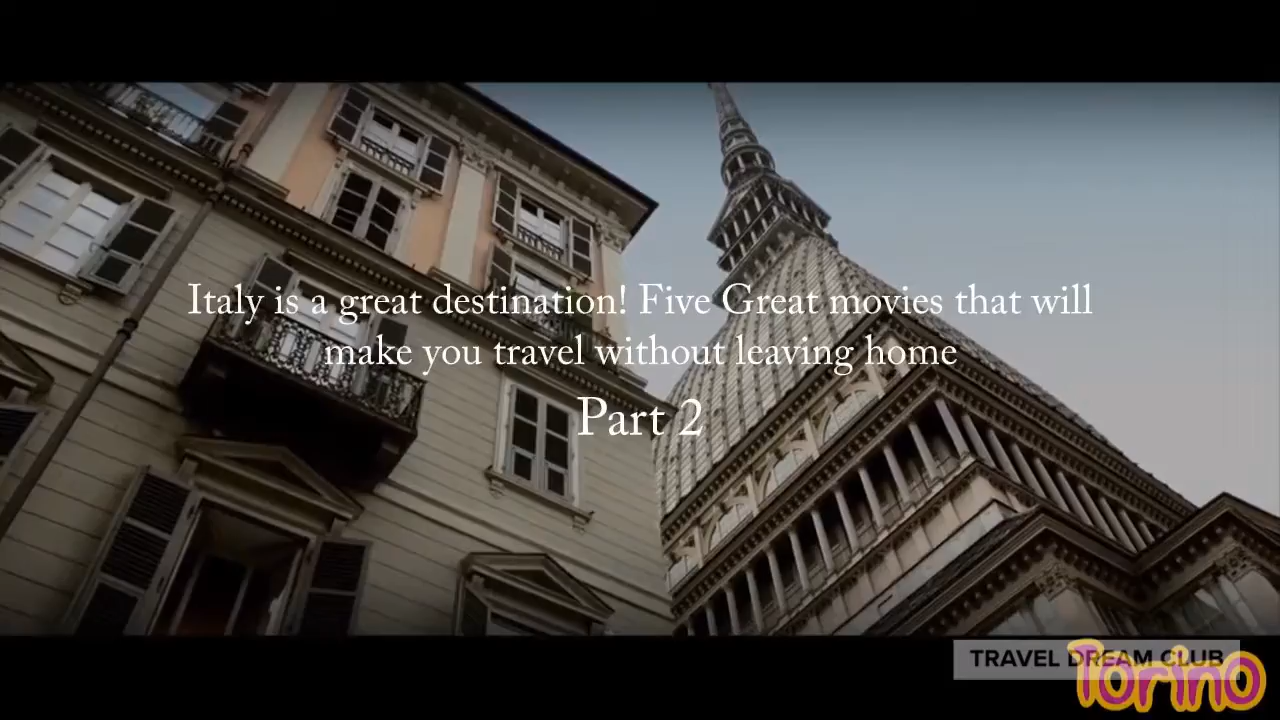 Italy is a great destination! Five Great movies that will
make you travel without leaving home
Part 2
TRAVEL DREAM CLUB
Torino